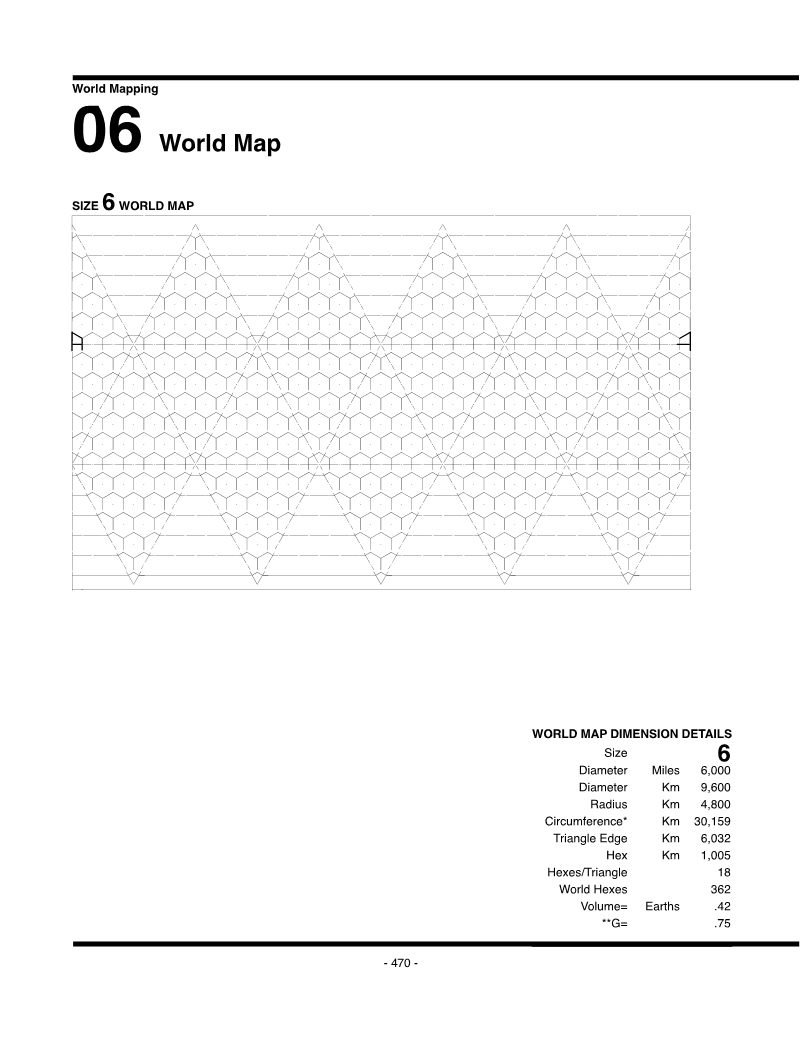 World Mapping
06 World Map
SIZE 6 WORLD MAP
WORLD MAP DIMENSION DETAILS
Size 6
Diameter Miles 6,000
Diameter Km 9,600
Radius Km 4,800
Circumference* Km 30,159
Triangle Edge Km 6,032
Hex Km 1,005
Hexes/Triangle 18
World Hexes 362
Volume= Earths .42
**G= .75
- 470 -